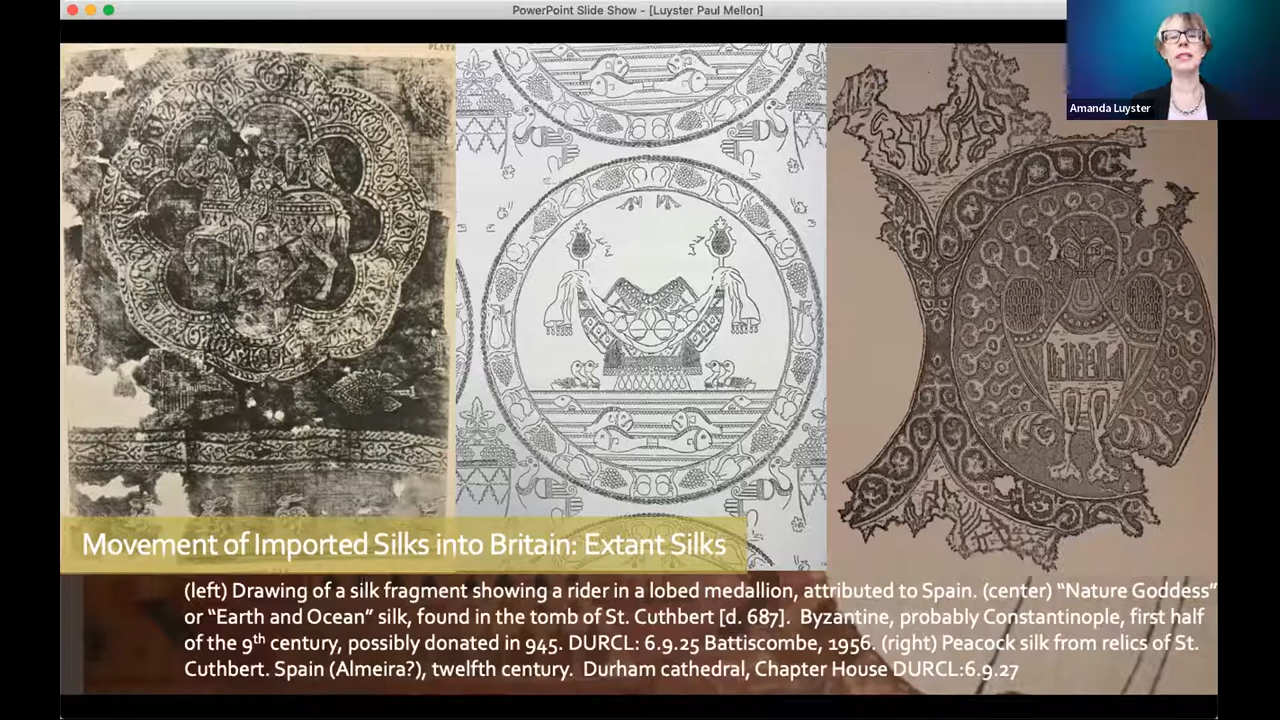 PowerPoint Slide Show - [Luyster Paul Mellon]
Amanda Luyster
Movement of Imported Silks into Britain: Extant Silks
(left) Drawing of a silk fragment showing a rider in a lobed medallion, attributed to Spain. (center) “Nature Goddess”
or “Earth and Ocean” silk, found in the tomb of St. Cuthbert [d. 687].  Byzantine, probably Constantinople, first half
of the 9th century, possibly donated in 945. DURCL: 6.9.25 Battiscombe, 1956. (right) Peacock silk from relics of St.
Cuthbert. Spain (Almeira?), twelfth century.  Durham cathedral, Chapter House DURCL:6.9.27